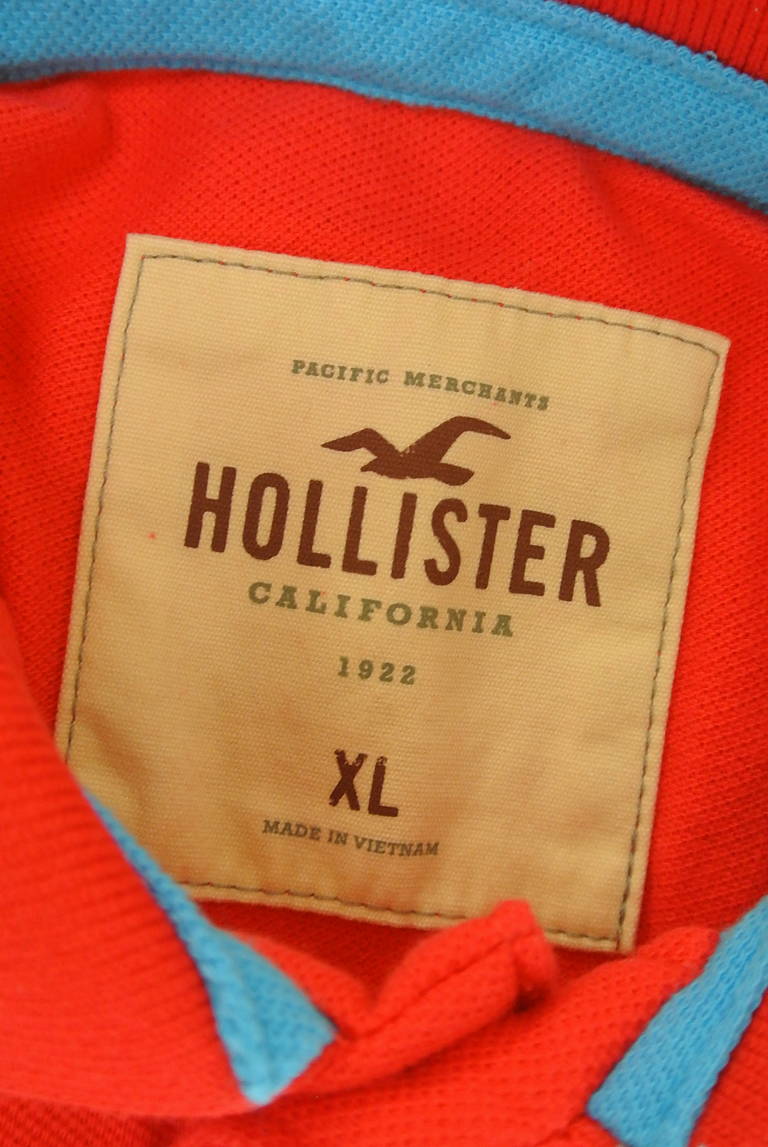 PACIFIC MERCHANTS
HOLLISTER
CALIFORNIA
1922
XL
MADE IN VIETNAM